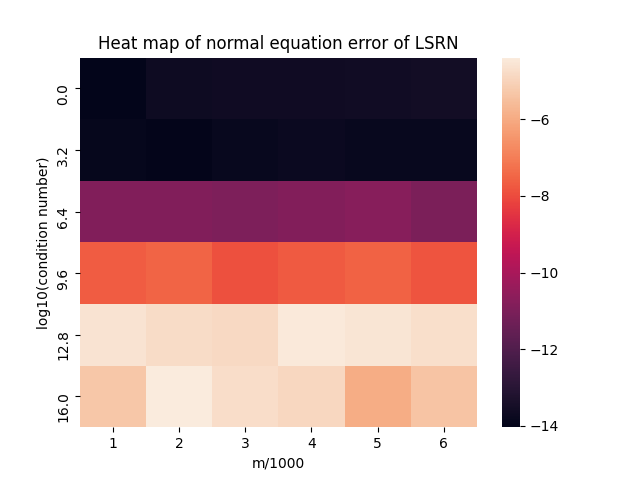 Heat map of normal equation error of LSRN
log10(condition number)
0.0
3.2
6.4
9.6
12.8
16.0
1 2 3 4 5 6
m/1000
−6
−8
−10
−12
−14